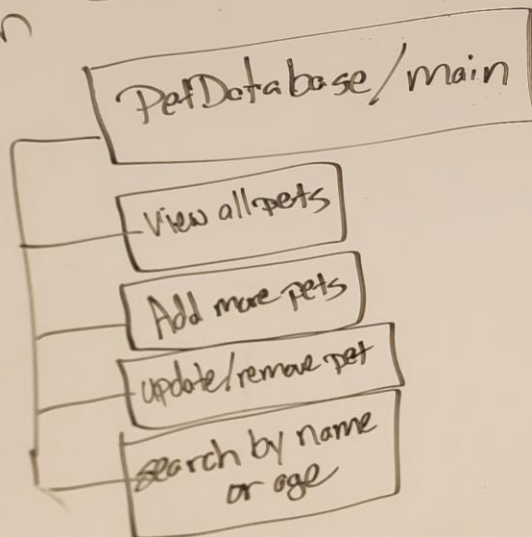 n
PetDatabase/main
View all pets
Add more pets
update/remove pet
search by name
or age